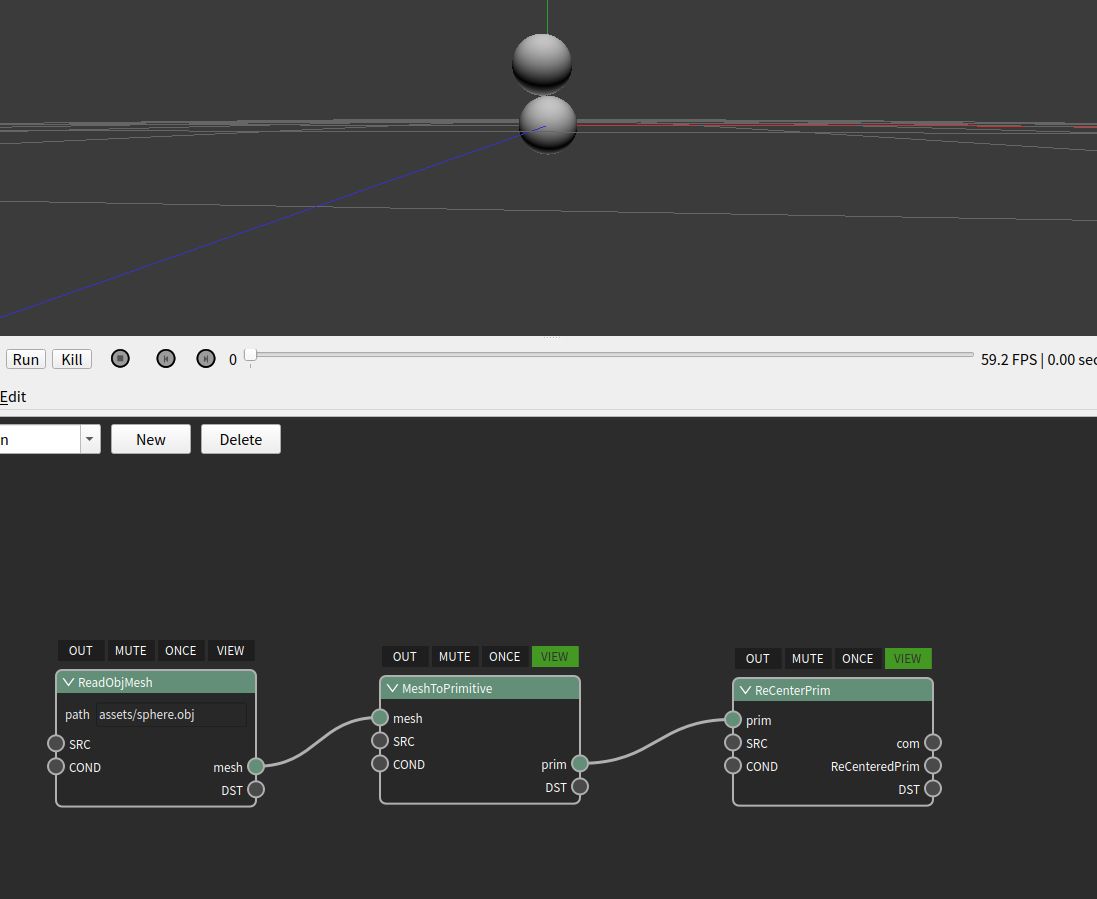 Run Kill 0 59.2 FPS | 0.00 sec
Edit
n New Delete
OUT MUTE ONCE VIEW
ReadObjMesh
path assets/sphere.obj
SRC
COND mesh
DST
OUT MUTE ONCE VIEW
MeshToPrimitive
mesh
SRC
COND prim
DST
OUT MUTE ONCE VIEW
ReCenterPrim
prim
SRC com
COND ReCenteredPrim
DST